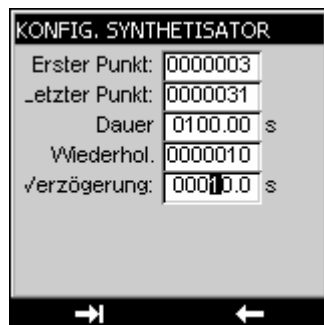 KONFIG. SYNTHETISATOR
Erster Punkt: 0000003
Letzter Punkt: 0000031
Dauer 0100.00 s
Wiederhol. 0000010
Verzögerung: 00010.0 s